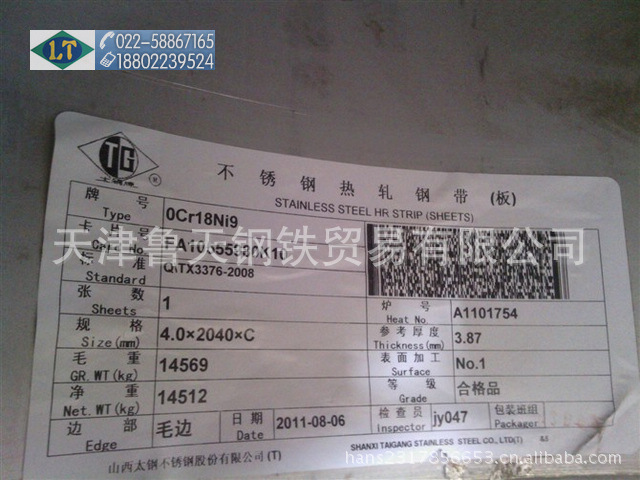 LT
022-58867165
18802239524
TG
太钢牌
®
不锈钢热轧钢带(板)
STAINLESS STEEL HR STRIP (SHEETS)
牌号 Type 0Cr18Ni9
天津鲁天钢铁贸易有限公司
标准 Standard TX3376-2008
张数 Sheets 1
炉号 Heat No. A1101754
规格 Size(mm) 4.0×2040×C
参考厚度 Thickness(mm) 3.87
毛重 GR.WT(kg) 14569
表面加工 Surface No.1
净重 Net.WT(kg) 14512
等级 Grade 合格品
边部 Edge 毛边
日期 Date 2011-08-06
检查员 Inspector jy047
包装班组 Packager
SHANXI TAIGANG STAINLESS STEEL CO., LTD(T)
山西太钢不锈钢股份有限公司(T)
hans2317836653.cn.alibaba.com